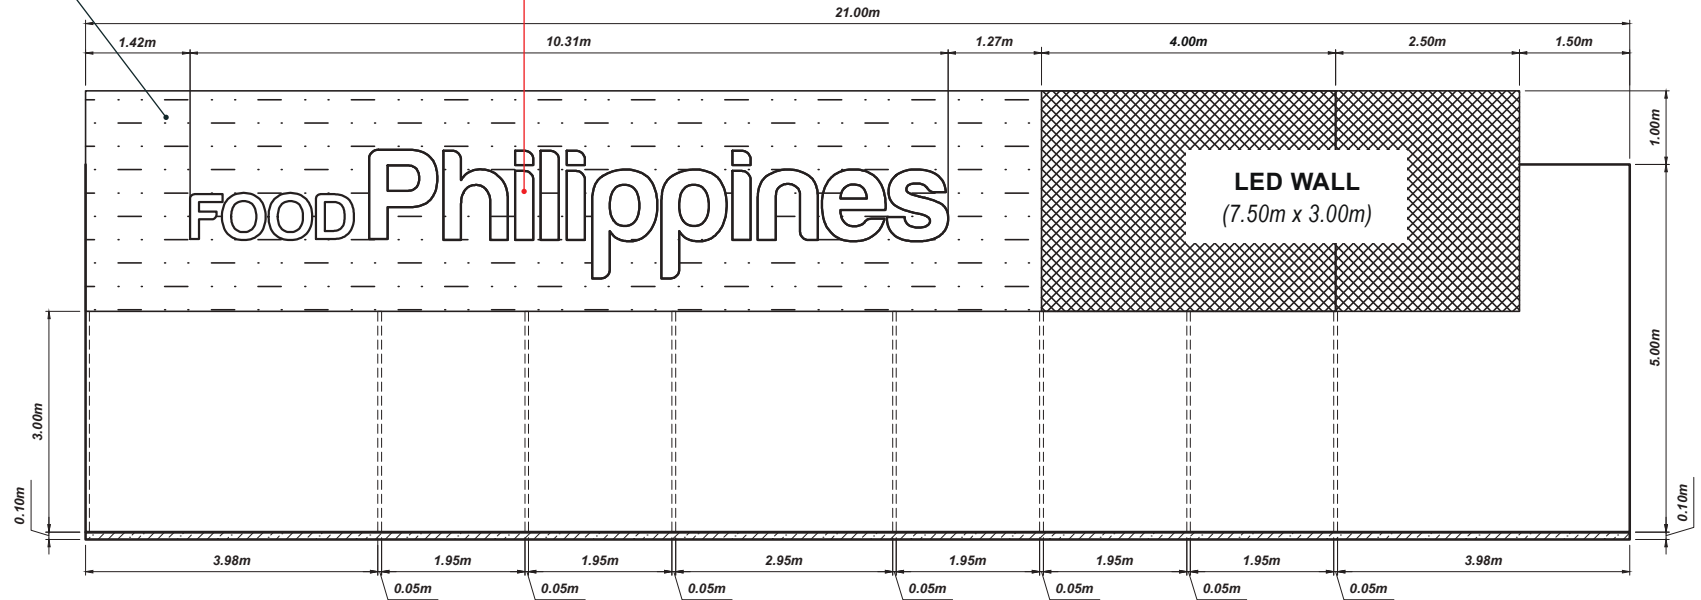 21.00m
1.42m 10.31m 1.27m 4.00m 2.50m 1.50m
1.00m
FOOD Philippines
LED WALL
(7.50m x 3.00m)
5.00m
3.00m
0.10m
0.10m
3.98m 1.95m 1.95m 2.95m 1.95m 1.95m 1.95m 3.98m
0.05m 0.05m 0.05m 0.05m 0.05m 0.05m 0.05m